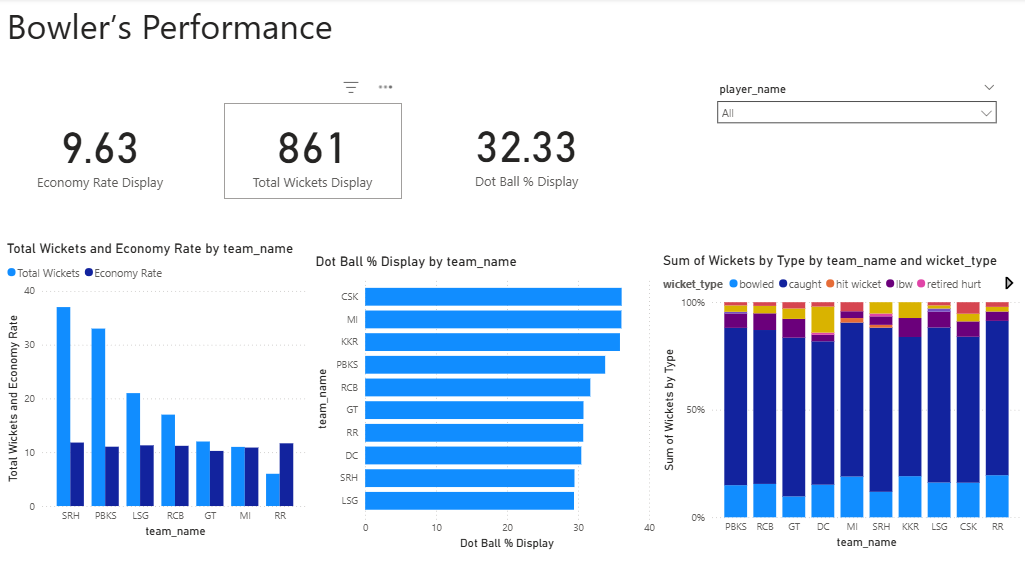 Bowler's Performance
player_name
All
9.63
Economy Rate Display
861
Total Wickets Display
32.33
Dot Ball % Display
Total Wickets and Economy Rate by team_name
Total Wickets Economy Rate
Total Wickets and Economy Rate
40
30
20
10
0
SRH PBKS LSG RCB GT MI RR
team_name
Dot Ball % Display by team_name
team_name
CSK
MI
KKR
PBKS
RCB
GT
RR
DC
SRH
LSG
0 10 20 30 40
Dot Ball % Display
Sum of Wickets by Type by team_name and wicket_type
wicket_type bowled caught hit wicket lbw retired hurt
Sum of Wickets by Type
100%
50%
0%
PBKS RCB GT DC MI SRH KKR LSG CSK RR
team_name